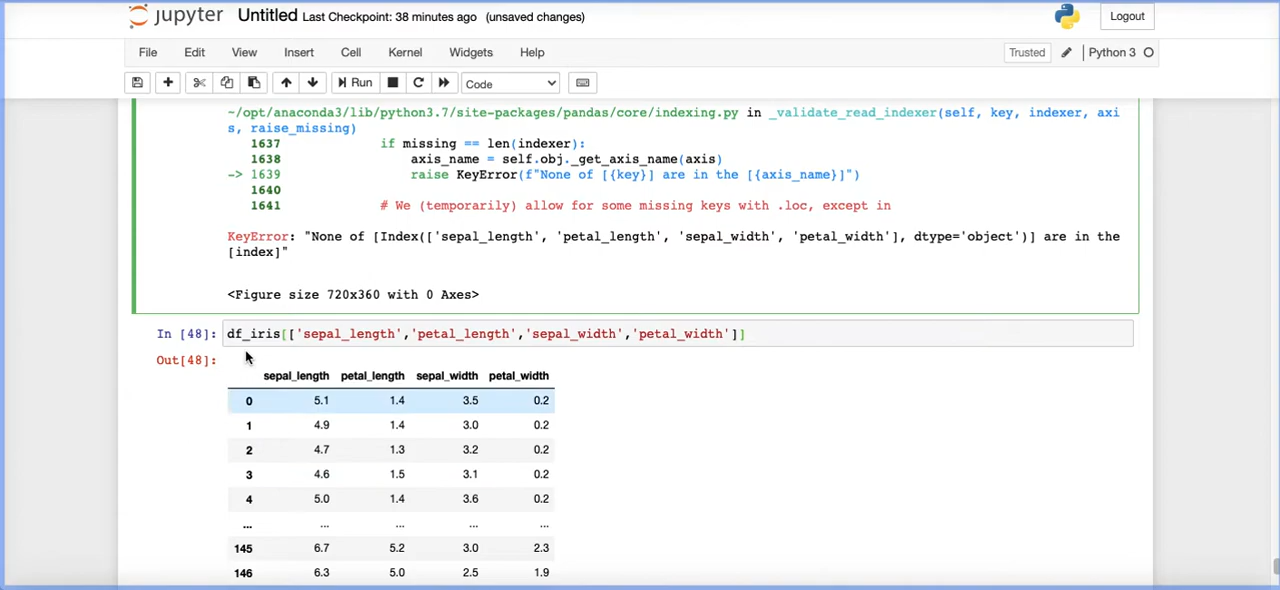 jupyter Untitled Last Checkpoint: 38 minutes ago (unsaved changes) Logout
File Edit View Insert Cell Kernel Widgets Help Trusted Python 3
Run Code
~/opt/anaconda3/lib/python3.7/site-packages/pandas/core/indexing.py in _validate_read_indexer(self, key, indexer, axi
s, raise_missing)
1637 if missing == len(indexer):
1638 axis_name = self.obj._get_axis_name(axis)
-> 1639 raise KeyError(f"None of [{key}] are in the [{axis_name}]")
1640
1641 # We (temporarily) allow for some missing keys with .loc, except in
KeyError: "None of [Index(['sepal_length', 'petal_length', 'sepal_width', 'petal_width'], dtype='object')] are in the
[index]"
<Figure size 720x360 with 0 Axes>
In [48]: df_iris[['sepal_length','petal_length','sepal_width','petal_width']]
Out[48]:
sepal_length petal_length sepal_width petal_width
0 5.1 1.4 3.5 0.2
1 4.9 1.4 3.0 0.2
2 4.7 1.3 3.2 0.2
3 4.6 1.5 3.1 0.2
4 5.0 1.4 3.6 0.2
... ... ... ... ...
145 6.7 5.2 3.0 2.3
146 6.3 5.0 2.5 1.9